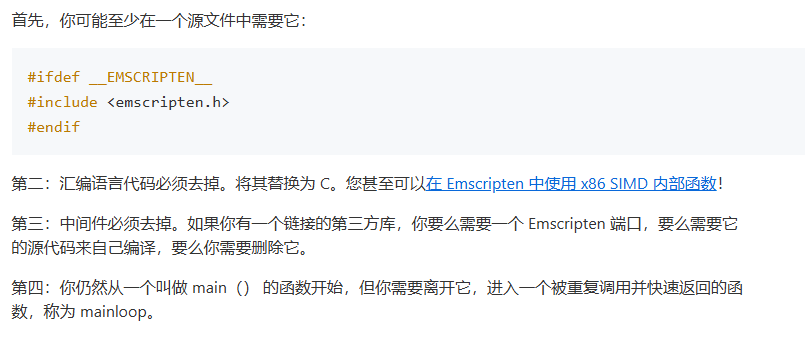 首先，你可能至少在一个源文件中需要它：
#ifdef __EMSCRIPTEN__
#include <emscripten.h>
#endif
第二：汇编语言代码必须去掉。将其替换为 C。您甚至可以在 Emscripten 中使用 x86 SIMD 内部函数！
第三：中间件必须去掉。如果你有一个链接的第三方库，你要么需要一个 Emscripten 端口，要么需要它
的源代码来自己编译，要么你需要删除它。
第四：你仍然从一个叫做 main（） 的函数开始，但你需要离开它，进入一个被重复调用并快速返回的函
数，称为 mainloop。